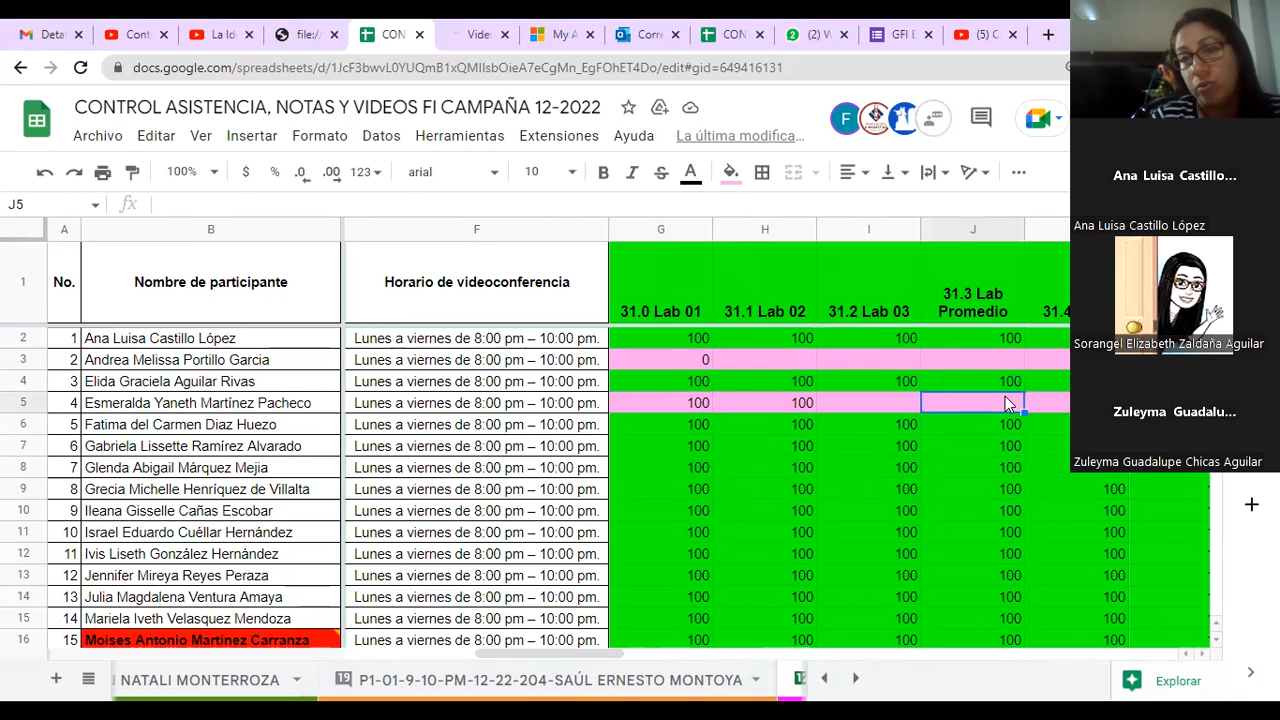 Detal
Cont
La Id
file:/
CON
Video
My A
Corre
CON
(2) W
GFI E
(5) C
docs.google.com/spreadsheets/d/1JcF3bwvL0YUQmB1xQMIlsbOieA7eCgMn_EgFOhET4Do/edit#gid=649416131
CONTROL ASISTENCIA, NOTAS Y VIDEOS FI CAMPAÑA 12-2022
Archivo Editar Ver Insertar Formato Datos Herramientas Extensiones Ayuda La última modifica...
100% $ % .0 .00 123 arial 10 B I S A
J5 fx
A B F G H I J
1 No. Nombre de participante Horario de videoconferencia 31.0 Lab 01 31.1 Lab 02 31.2 Lab 03 31.3 Lab Promedio 31.4
2 1 Ana Luisa Castillo López Lunes a viernes de 8:00 pm – 10:00 pm. 100 100 100 100
3 2 Andrea Melissa Portillo Garcia Lunes a viernes de 8:00 pm – 10:00 pm. 0
4 3 Elida Graciela Aguilar Rivas Lunes a viernes de 8:00 pm – 10:00 pm. 100 100 100 100
5 4 Esmeralda Yaneth Martínez Pacheco Lunes a viernes de 8:00 pm – 10:00 pm. 100 100
6 5 Fatima del Carmen Diaz Huezo Lunes a viernes de 8:00 pm – 10:00 pm. 100 100 100 100
7 6 Gabriela Lissette Ramírez Alvarado Lunes a viernes de 8:00 pm – 10:00 pm. 100 100 100 100
8 7 Glenda Abigail Márquez Mejia Lunes a viernes de 8:00 pm – 10:00 pm. 100 100 100 100
9 8 Grecia Michelle Henríquez de Villalta Lunes a viernes de 8:00 pm – 10:00 pm. 100 100 100 100 100
10 9 Ileana Gisselle Cañas Escobar Lunes a viernes de 8:00 pm – 10:00 pm. 100 100 100 100 100
11 10 Israel Eduardo Cuéllar Hernández Lunes a viernes de 8:00 pm – 10:00 pm. 100 100 100 100 100
12 11 Ivis Liseth González Hernández Lunes a viernes de 8:00 pm – 10:00 pm. 100 100 100 100 100
13 12 Jennifer Mireya Reyes Peraza Lunes a viernes de 8:00 pm – 10:00 pm. 100 100 100 100 100
14 13 Julia Magdalena Ventura Amaya Lunes a viernes de 8:00 pm – 10:00 pm. 100 100 100 100 100
15 14 Mariela Iveth Velasquez Mendoza Lunes a viernes de 8:00 pm – 10:00 pm. 100 100 100 100 100
16 15 Moises Antonio Martinez Carranza Lunes a viernes de 8:00 pm – 10:00 pm. 100 100 100 100 100
NATALI MONTERROZA
19 P1-01-9-10-PM-12-22-204-SAÚL ERNESTO MONTOYA
Explorar
Ana Luisa Castillo...
Ana Luisa Castillo López
Sorangel Elizabeth Zaldaña Aguilar
Zuleyma Guadalu...
Zuleyma Guadalupe Chicas Aguilar